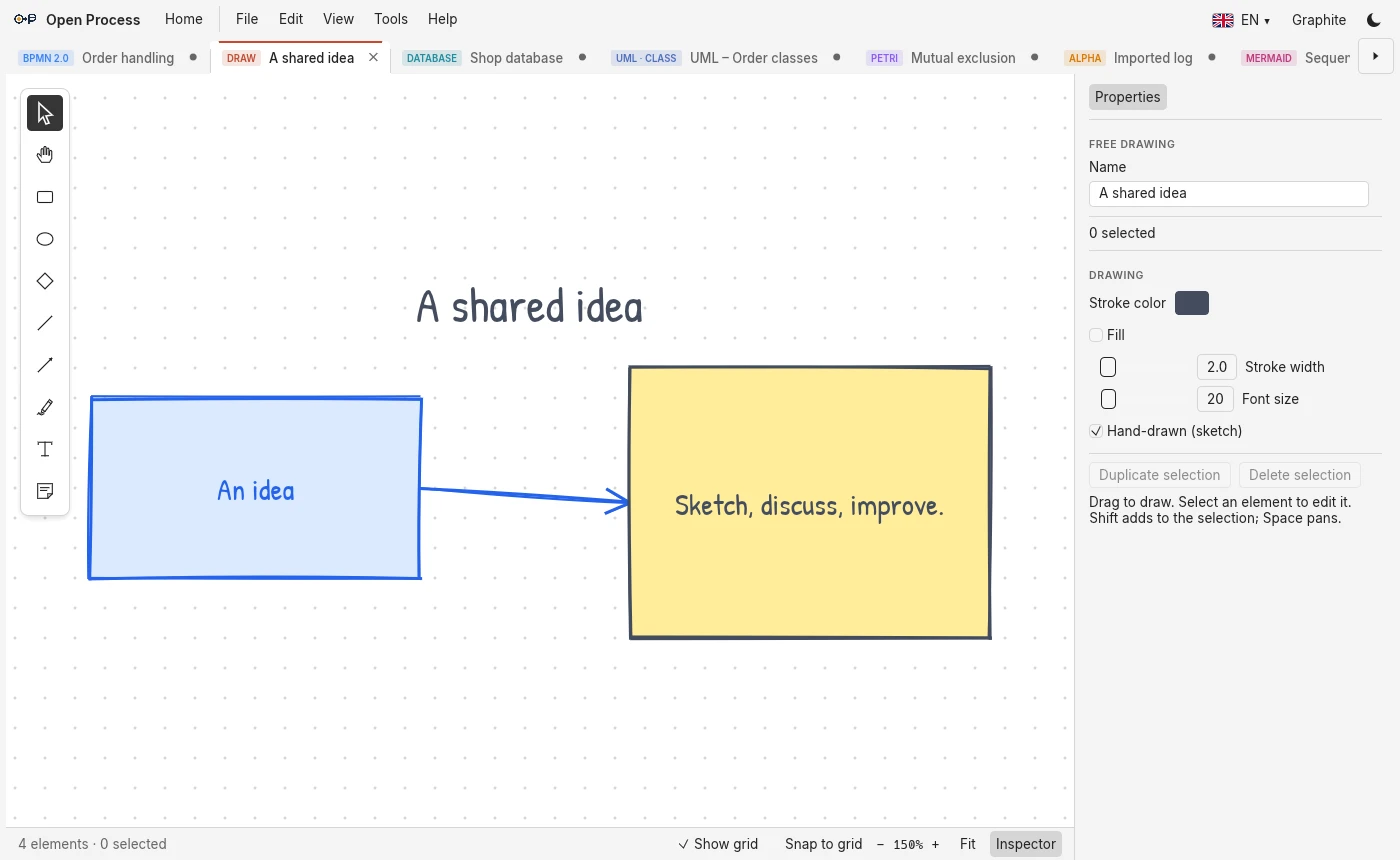 Open Process
Home
File
Edit
View
Tools
Help
EN
Graphite
BPMN 2.0
Order handling
DRAW
A shared idea
DATABASE
Shop database
UML · CLASS
UML – Order classes
PETRI
Mutual exclusion
ALPHA
Imported log
MERMAID
Sequer
Properties
FREE DRAWING
Name
A shared idea
0 selected
DRAWING
Stroke color
Fill
2.0 Stroke width
20 Font size
Hand-drawn (sketch)
Duplicate selection
Delete selection
Drag to draw. Select an element to edit it.
Shift adds to the selection; Space pans.
A shared idea
An idea
Sketch, discuss, improve.
4 elements · 0 selected
Show grid
Snap to grid
− 150% +
Fit
Inspector